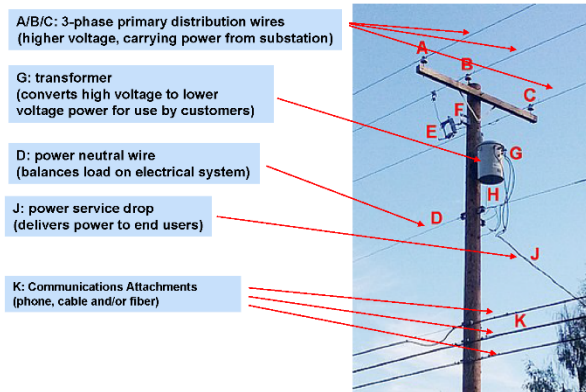 A/B/C: 3-phase primary distribution wires
(higher voltage, carrying power from substation)
G: transformer
(converts high voltage to lower
voltage power for use by customers)
D: power neutral wire
(balances load on electrical system)
J: power service drop
(delivers power to end users)
K: Communications Attachments
(phone, cable and/or fiber)
A
B
C
F
E
G
H
D
J
K